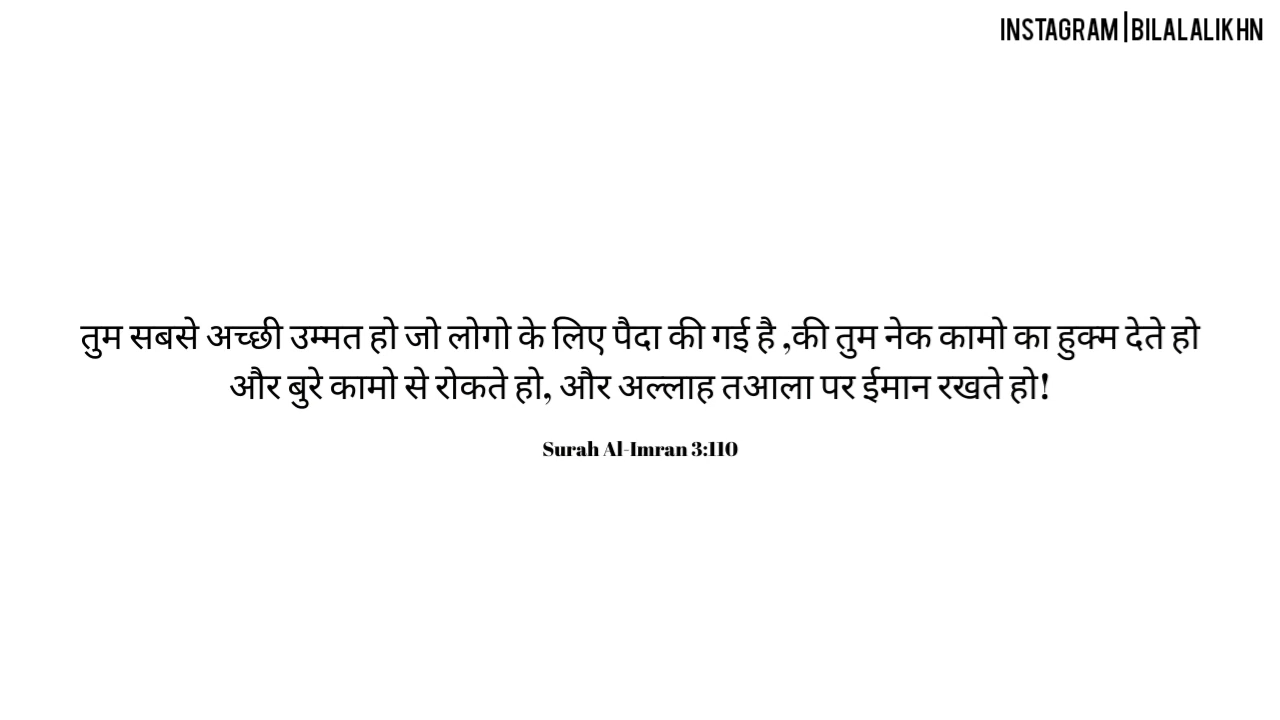 INSTAGRAM | BILALALIKHN
तुम सबसे अच्छी उम्मत हो जो लोगो के लिए पैदा की गई है ,की तुम नेक कामो का हुक्म देते हो
और बुरे कामो से रोकते हो, और अल्लाह तआला पर ईमान रखते हो!
Surah Al-Imran 3:110